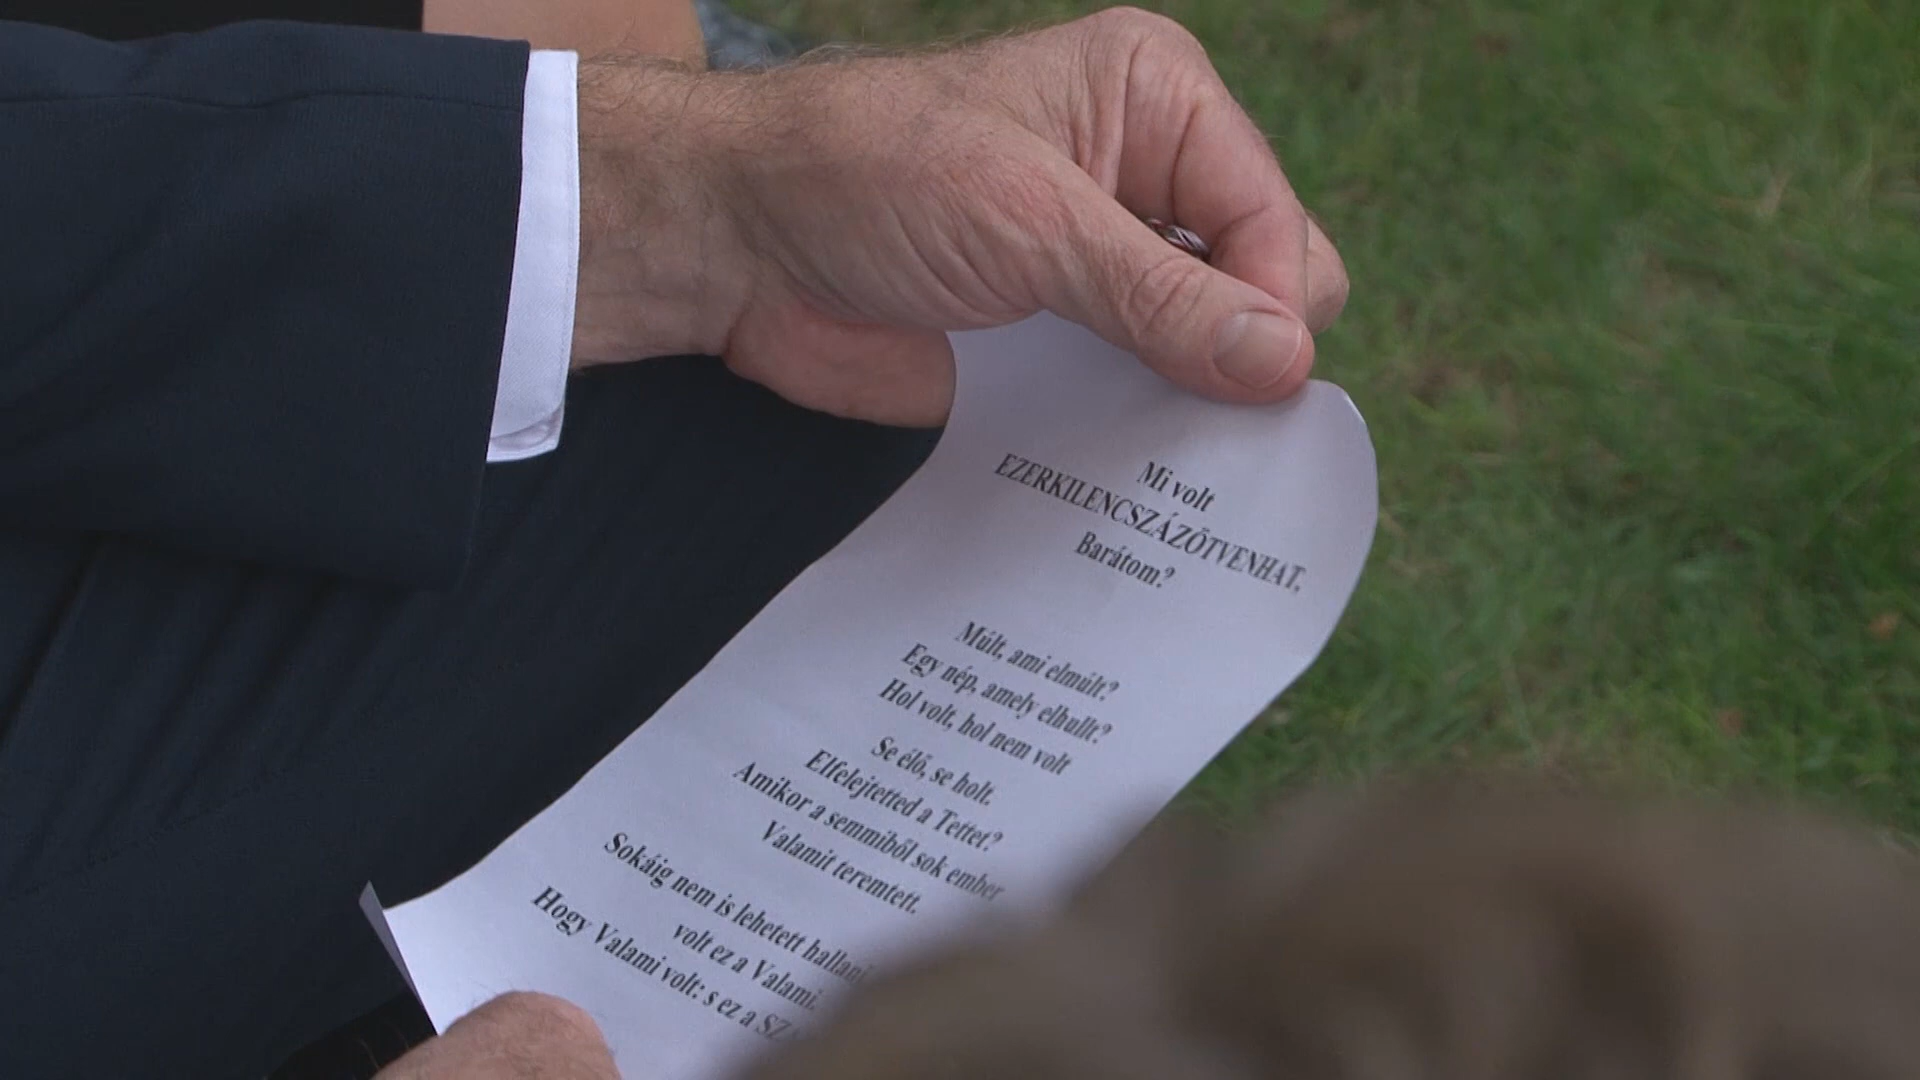 Mi volt
EZERKILENCSZÁZÖTVENHAT,
Barátom?
Múlt, ami elmúlt?
Egy nép, amely elhullt?
Hol volt, hol nem volt
Se élő, se holt.
Elfelejtetted a Tettet?
Amikor a semmiből sok ember
Valamit teremtett.
Sokáig nem is lehetett
volt ez a Valami.
Hogy Valami volt: s ez a